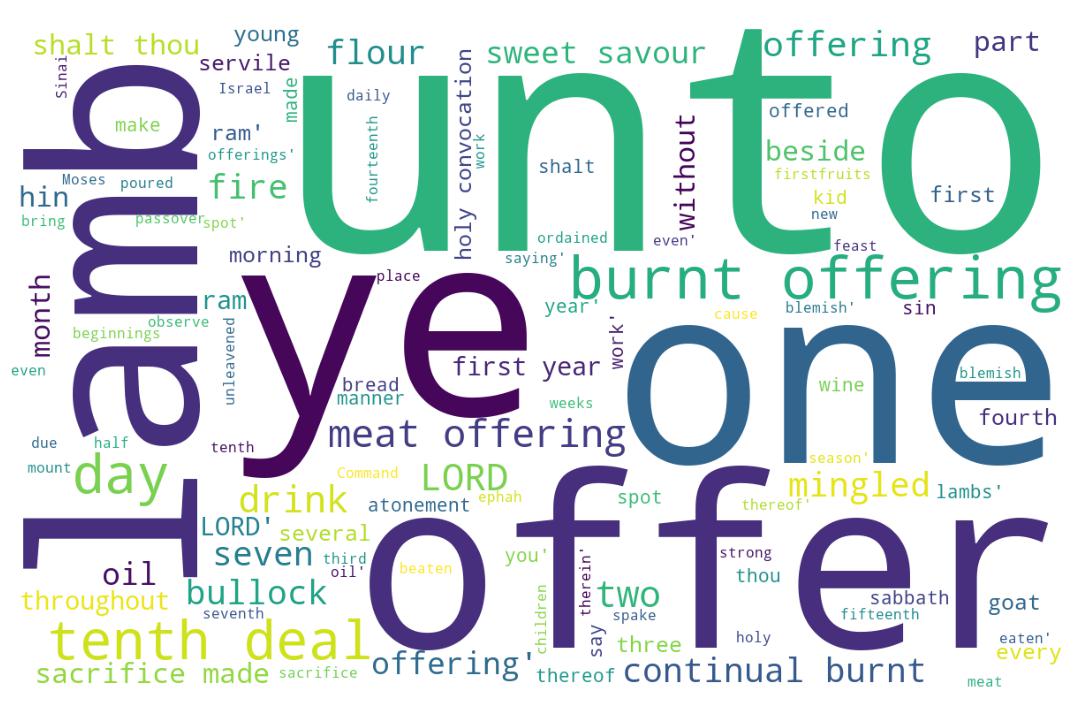 shalt thou
young
flour
sweet savour
offering
part
Sinai
servile
Israel
made
daily
holy convocation
unto
offered
lamb
make
ram'
offerings'
fourteenth
work
shalt
without
beside
firstfruits
hin
Moses
poured
fire
kid
first
bring
passover
spot'
new
ordained
even'
feast
morning
saying'
place
ye
burnt offering
month
ram
year'
blemish'
sin
observe
cause
beginnings
unleavened
work'
one
even
first year
blemish
bread
manner
wine
weeks
fourth
due
half
tenth
meat offering
mount
day
Command
LORD
season'
drink
atonement
ephah
spot
thereof'
mingled
lambs'
offer
LORD'
several
seven
third
you'
strong
oil
oil'
beaten
therein'
thou
throughout
bullock
seventh
two
spake
sabbath
fifteenth
goat
children
say
holy
three
eaten'
every
tenth deal
sacrifice made
sacrifice
offering'
thereof
continual burnt
meat